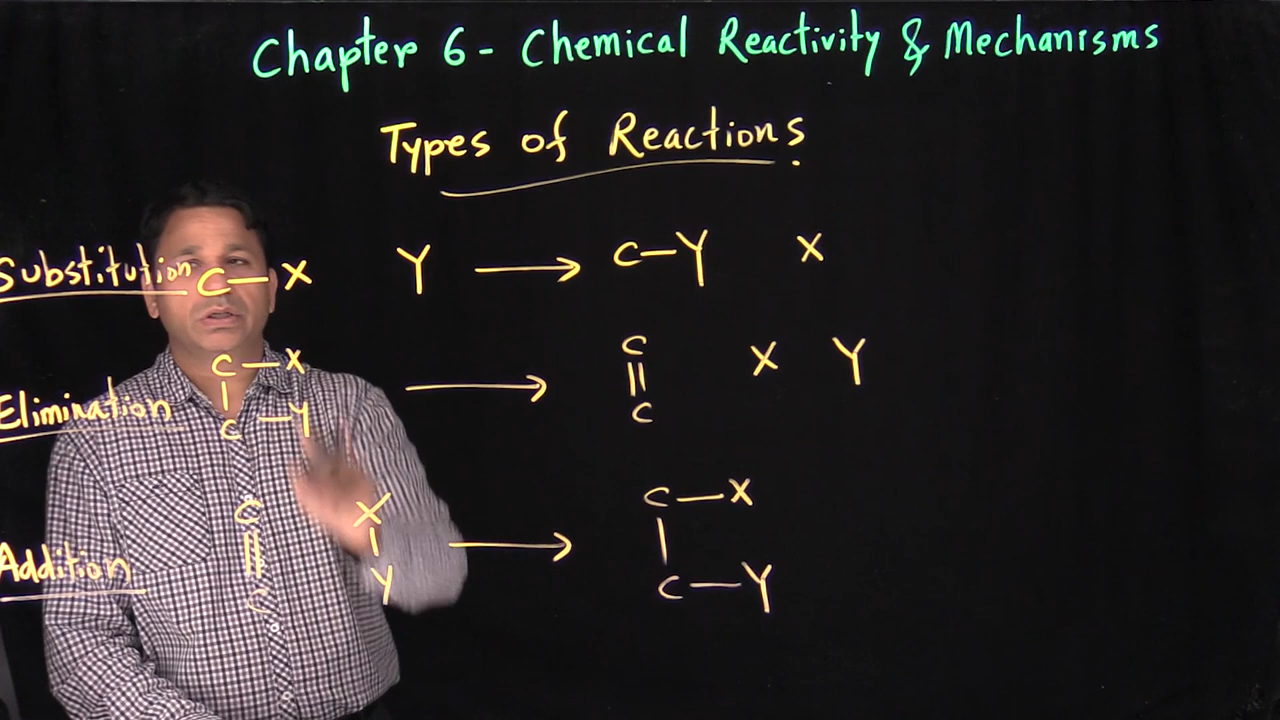 Chapter 6 - Chemical Reactivity & Mechanisms
Types of Reactions
Substitution C—X Y → C—Y X
C—X C X Y
Elimination | → ||
C—Y C
C X C—X
Addition || | → |
C Y C—Y